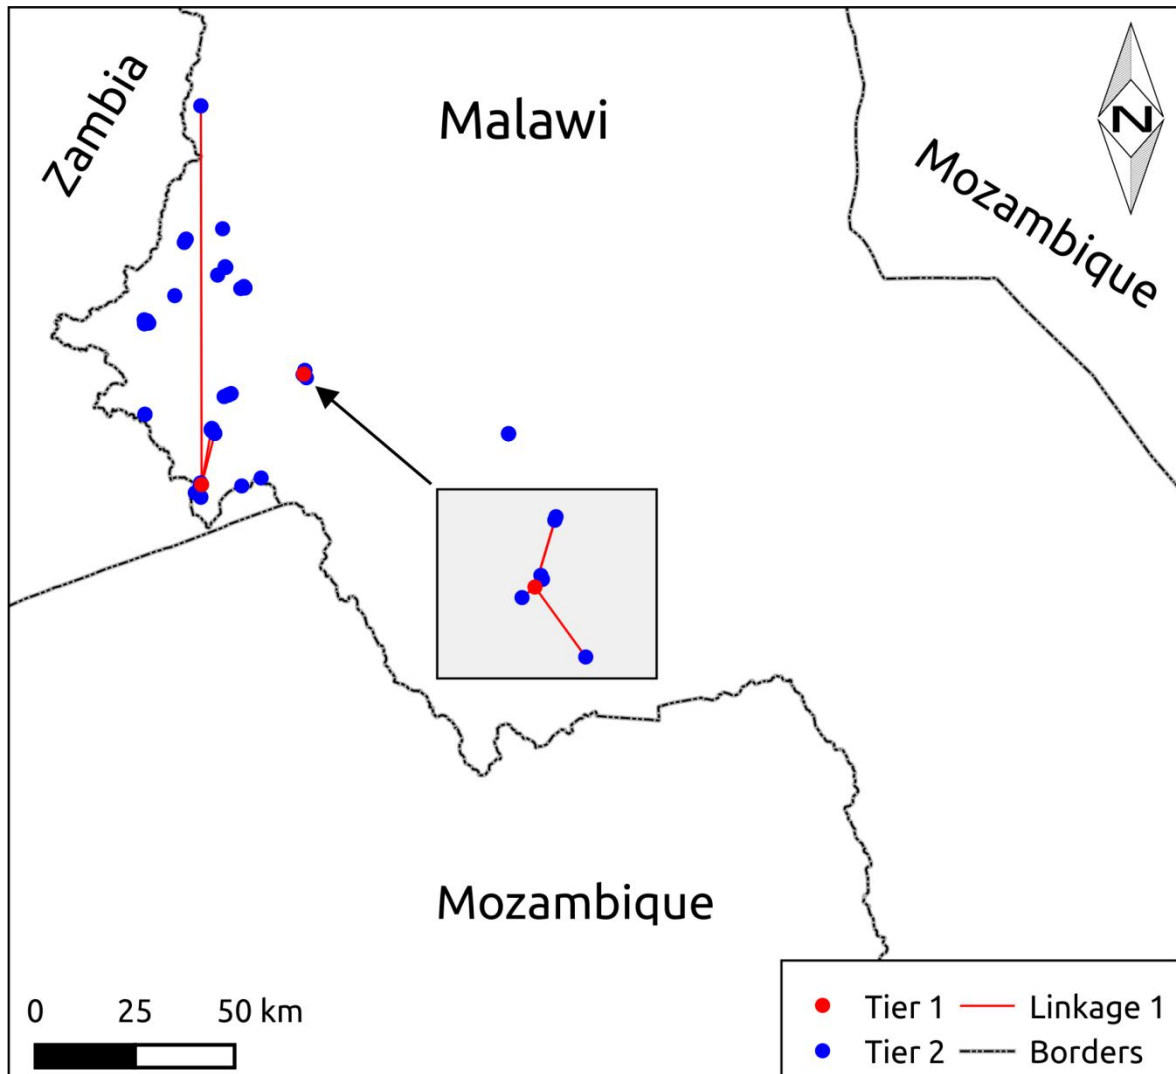 Zambia
Malawi
Mozambique
N
Mozambique
0 25 50 km
Tier 1
Linkage 1
Tier 2
Borders